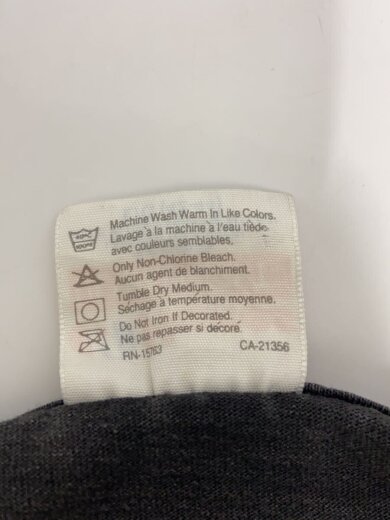 Machine Wash Warm In Like Colors.
Lavage à la machine à l'eau tiède
avec couleurs semblables.
Only Non-Chlorine Bleach.
Aucun agent de blanchiment.
Tumble Dry Medium.
Séchage à température moyenne.
Do Not Iron If Decorated.
Ne pas repasser si décoré.
RN-15763 CA-21356